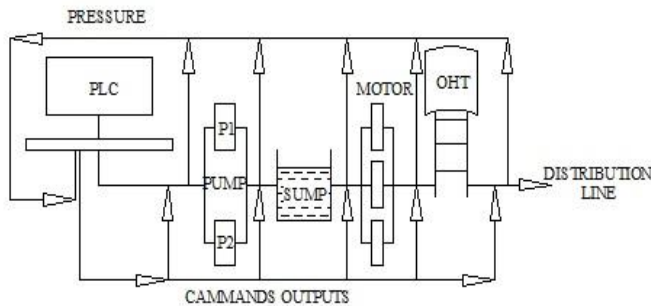 PRESSURE
PLC
P1
PUMP
P2
SUMP
MOTOR
OHT
DISTRIBUTION
LINE
CAMMANDS OUTPUTS